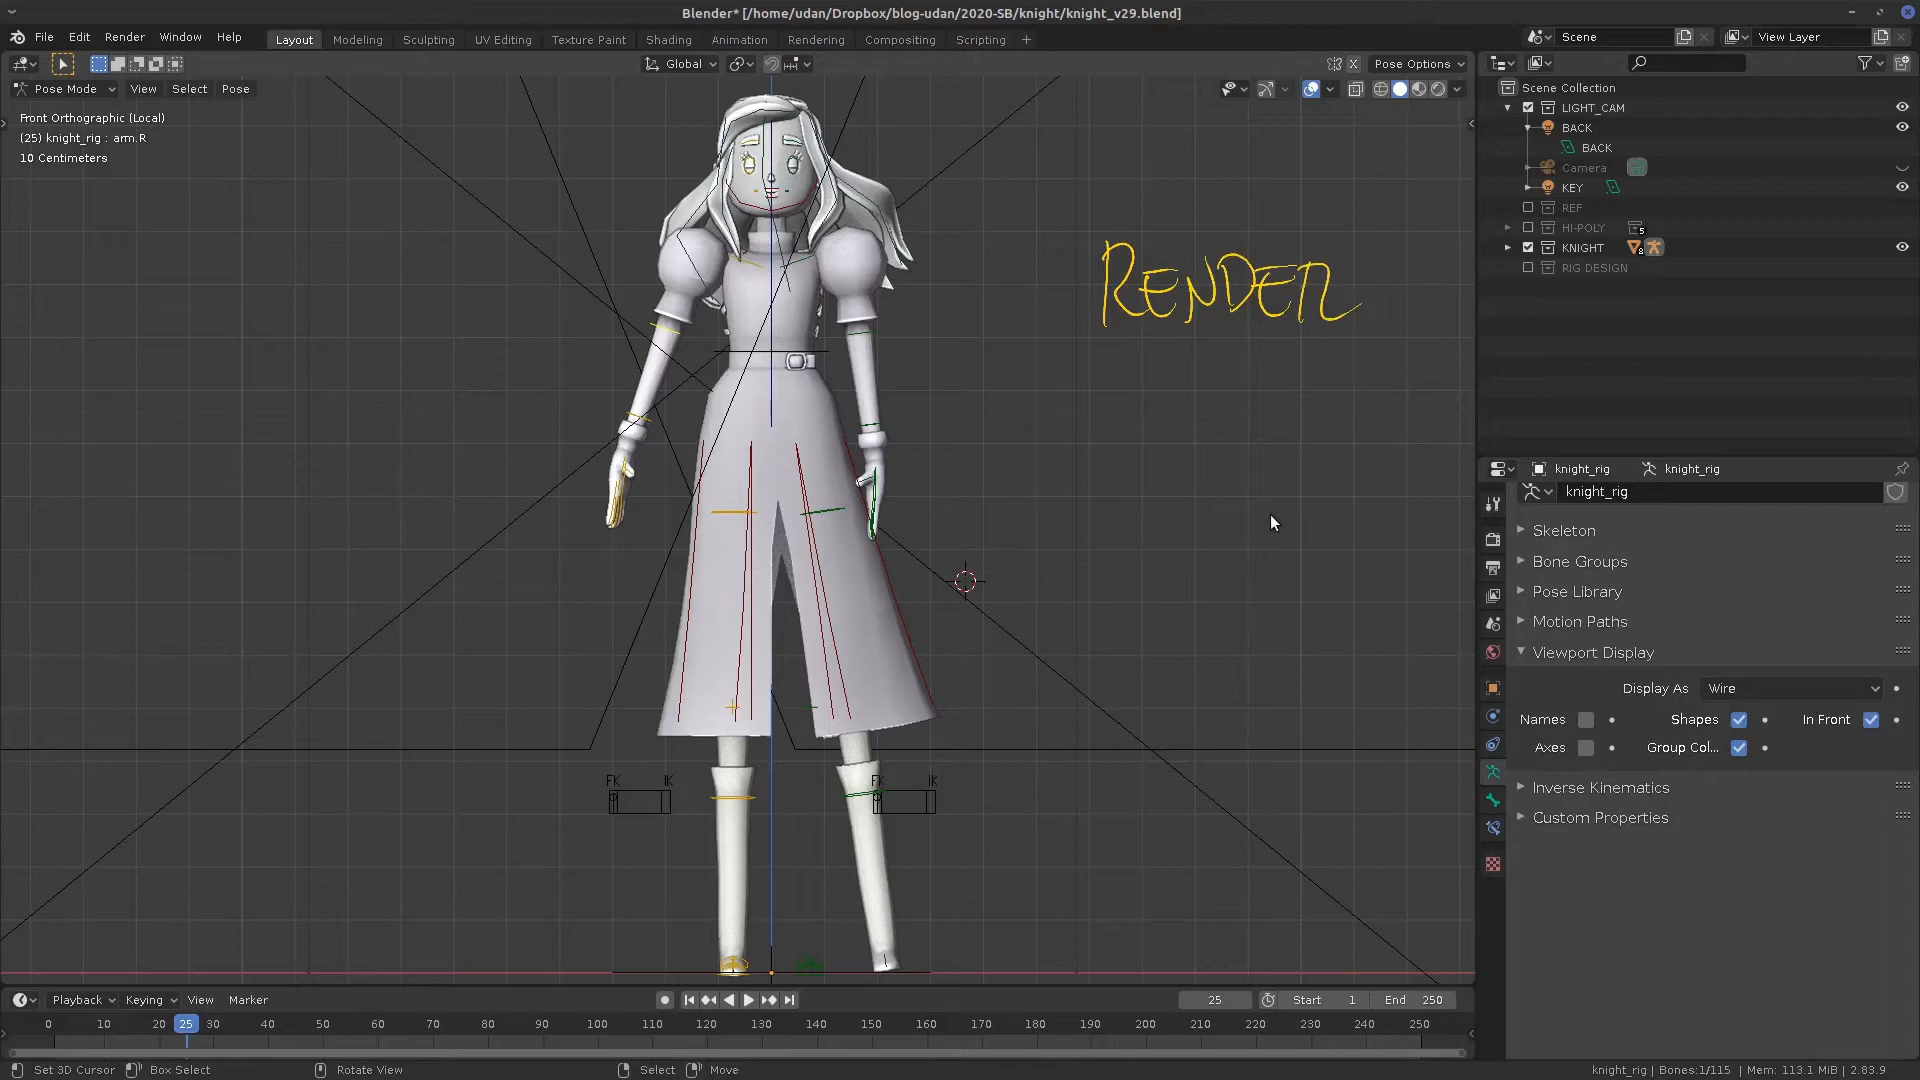 Blender* [/home/udan/Dropbox/blog-udan/2020-SB/knight/knight_v29.blend]
File Edit Render Window Help Layout Modeling Sculpting UV Editing Texture Paint Shading Animation Rendering Compositing Scripting +
Scene View Layer
Global Pose Options
Pose Mode View Select Pose
Front Orthographic (Local)
(25) knight_rig : arm.R
10 Centimeters
RENDER
FK IK FK IK
Scene Collection
LIGHT_CAM
BACK
BACK
Camera
KEY
REF
HI-POLY 5
KNIGHT 8
RIG DESIGN
knight_rig knight_rig
knight_rig
Skeleton
Bone Groups
Pose Library
Motion Paths
Viewport Display
Display As Wire
Names Shapes In Front
Axes Group Col...
Inverse Kinematics
Custom Properties
Playback Keying View Marker 25 Start 1 End 250
0 10 20 25 30 40 50 60 70 80 90 100 110 120 130 140 150 160 170 180 190 200 210 220 230 240 250
Set 3D Cursor Box Select Rotate View Select Move knight_rig | Bones:1/115 | Mem: 113.1 MiB | 2.83.9